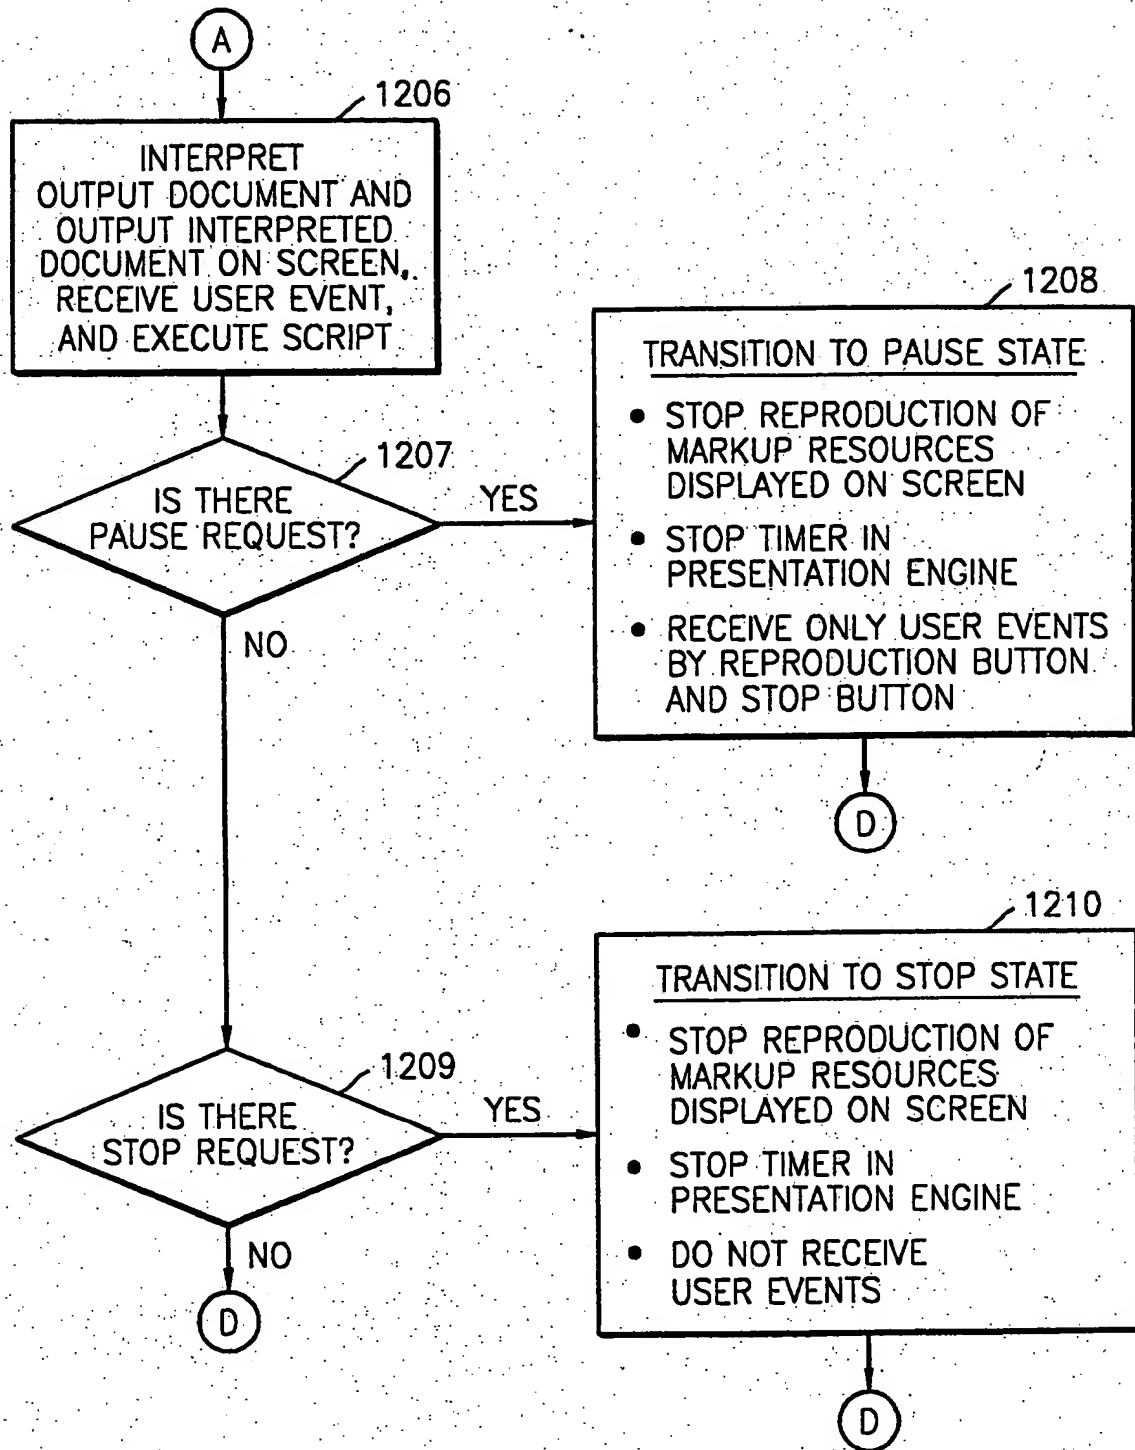 A
1206
INTERPRET
OUTPUT DOCUMENT AND
OUTPUT INTERPRETED
DOCUMENT ON SCREEN,
RECEIVE USER EVENT,
AND EXECUTE SCRIPT
1207
IS THERE
PAUSE REQUEST?
YES
NO
1208
TRANSITION TO PAUSE STATE
• STOP REPRODUCTION OF
MARKUP RESOURCES
DISPLAYED ON SCREEN
• STOP TIMER IN
PRESENTATION ENGINE
• RECEIVE ONLY USER EVENTS
BY REPRODUCTION BUTTON
AND STOP BUTTON
D
1209
IS THERE
STOP REQUEST?
YES
NO
D
1210
TRANSITION TO STOP STATE
• STOP REPRODUCTION OF
MARKUP RESOURCES
DISPLAYED ON SCREEN
• STOP TIMER IN
PRESENTATION ENGINE
• DO NOT RECEIVE
USER EVENTS
D